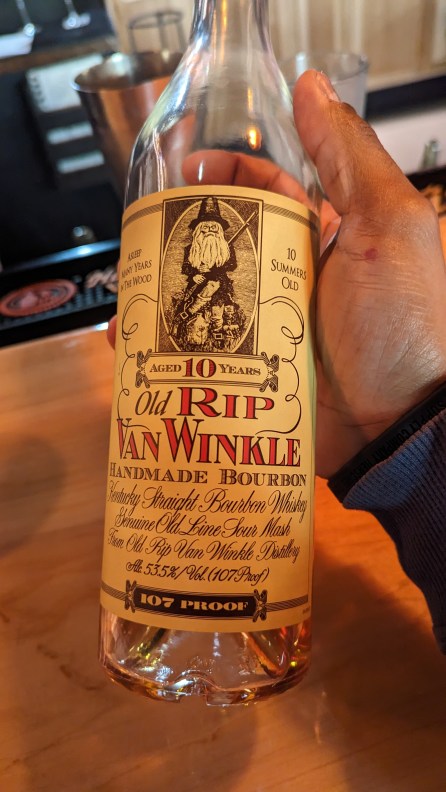 ASLEEP
MANY YEARS
IN THE WOOD
10
SUMMERS
OLD
AGED 10 YEARS
Old RIP
VAN WINKLE
HANDMADE BOURBON
Kentucky Straight Bourbon Whiskey
Genuine Old Line Sour Mash
From Old Rip Van Winkle Distillery
Alc. 53.5%/Vol. (107 Proof)
107 PROOF